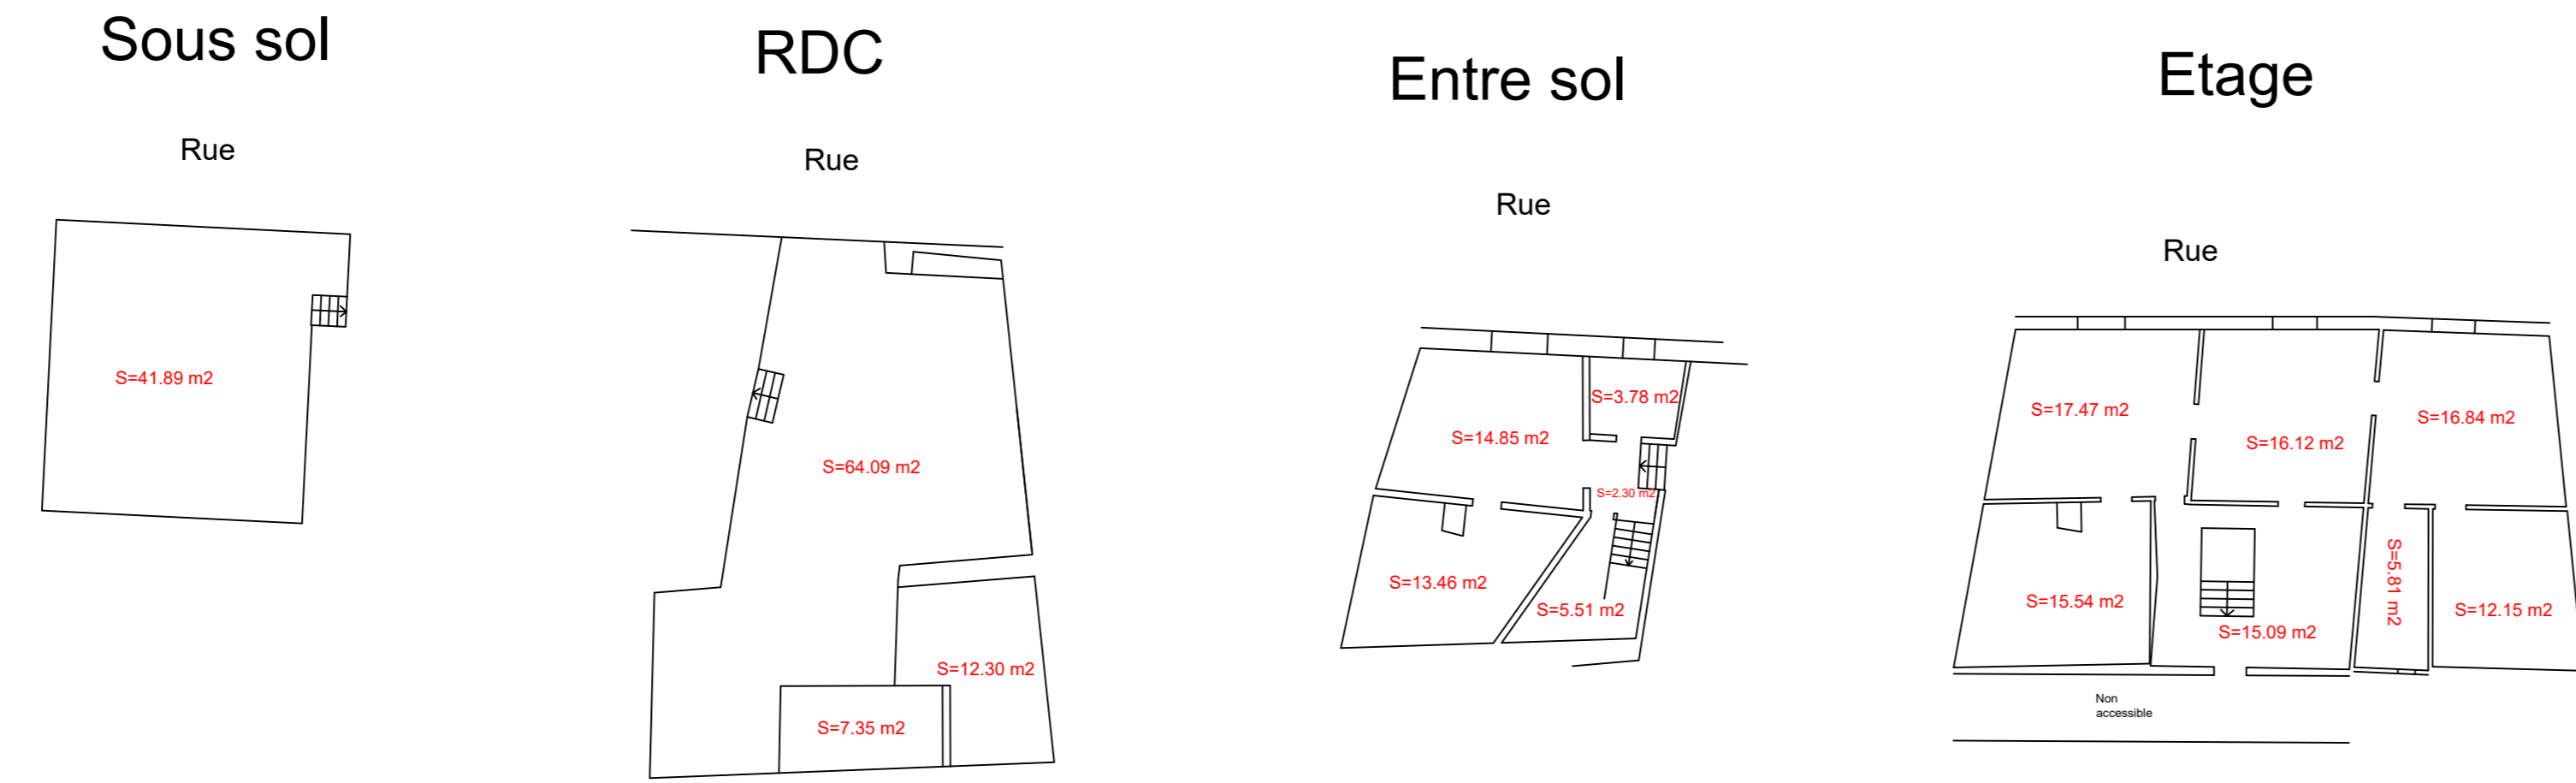 Sous sol
Rue
S=41.89 m2
RDC
Rue
S=64.09 m2
S=12.30 m2
S=7.35 m2
Entre sol
Rue
S=3.78 m2
S=14.85 m2
S=2.30 m2
S=13.46 m2
S=5.51 m2
Etage
Rue
S=17.47 m2
S=16.12 m2
S=16.84 m2
S=15.54 m2
S=15.09 m2
S=5.81 m2
S=12.15 m2
Non
accessible